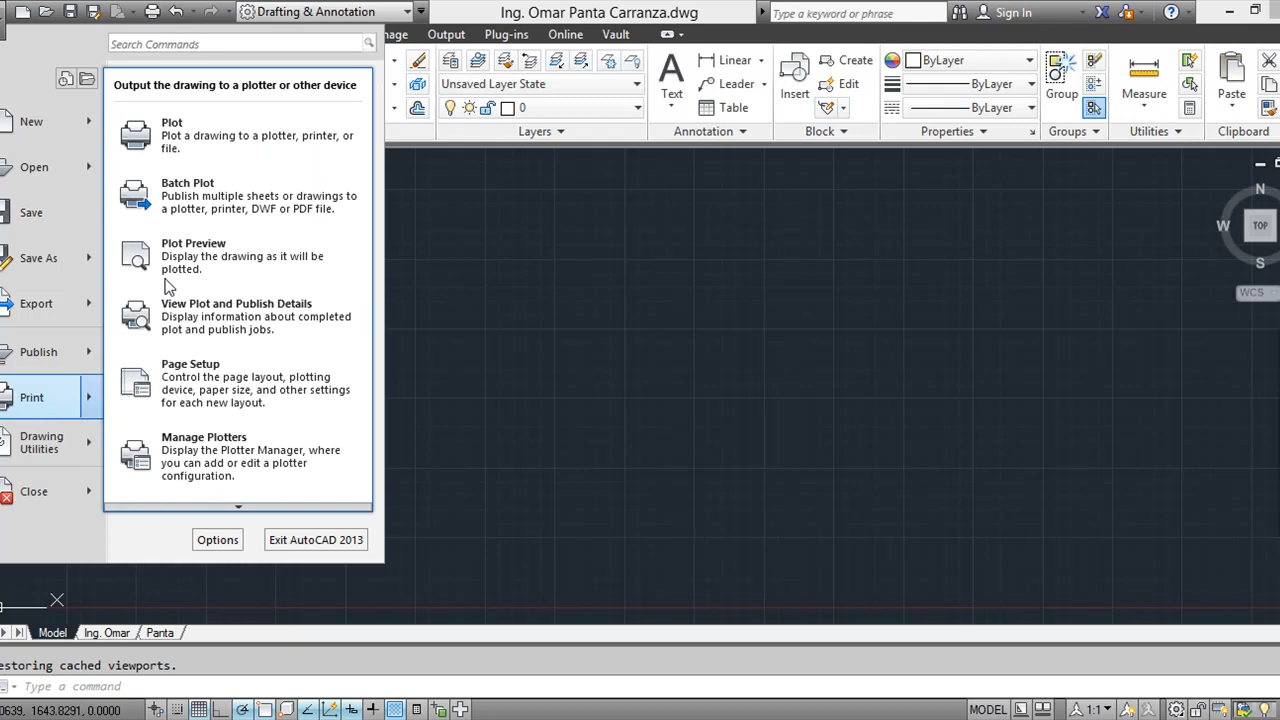 Drafting & Annotation
Ing. Omar Panta Carranza.dwg
Type a keyword or phrase
Sign In
Search Commands
Output
Plug-ins
Online
Vault
Output the drawing to a plotter or other device
New
Open
Save
Save As
Export
Publish
Print
Drawing
Utilities
Close
Plot
Plot a drawing to a plotter, printer, or
file.
Batch Plot
Publish multiple sheets or drawings to
a plotter, printer, DWF or PDF file.
Plot Preview
Display the drawing as it will be
plotted.
View Plot and Publish Details
Display information about completed
plot and publish jobs.
Page Setup
Control the page layout, plotting
device, paper size, and other settings
for each new layout.
Manage Plotters
Display the Plotter Manager, where
you can add or edit a plotter
configuration.
Options
Exit AutoCAD 2013
Unsaved Layer State
0
Layers
Text
Linear
Leader
Table
Annotation
Insert
Create
Edit
Block
ByLayer
ByLayer
ByLayer
Properties
Group
Groups
Measure
Utilities
Paste
Clipboard
N
W
TOP
S
WCS
X
Model
Ing. Omar
Panta
estoring cached viewports.
Type a command
0639, 1643.8291, 0.0000
MODEL
1:1